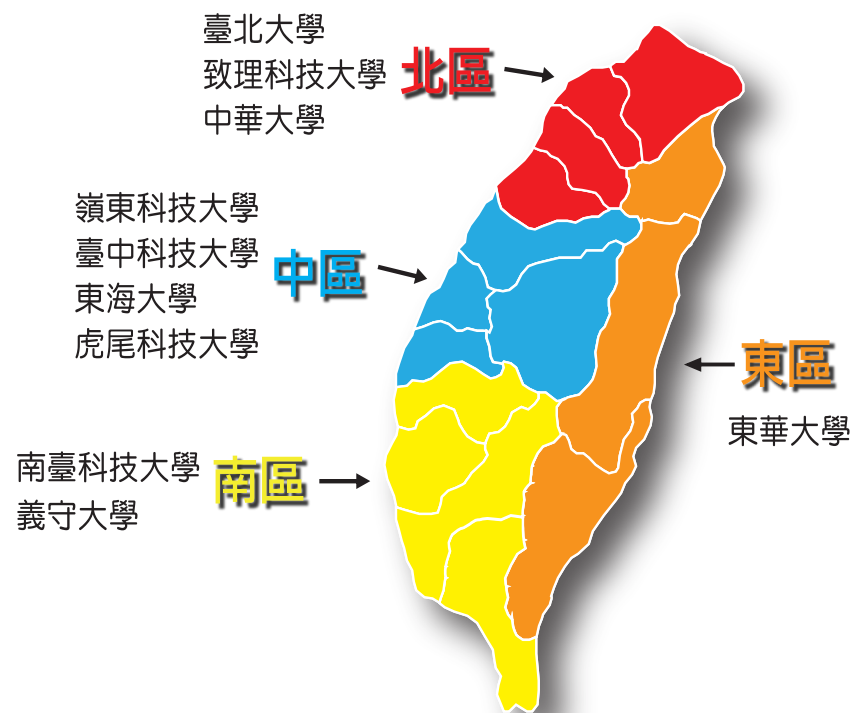 臺北大學
致理科技大學
中華大學
北區
嶺東科技大學
臺中科技大學
東海大學
虎尾科技大學
中區
東區
東華大學
南臺科技大學
義守大學
南區